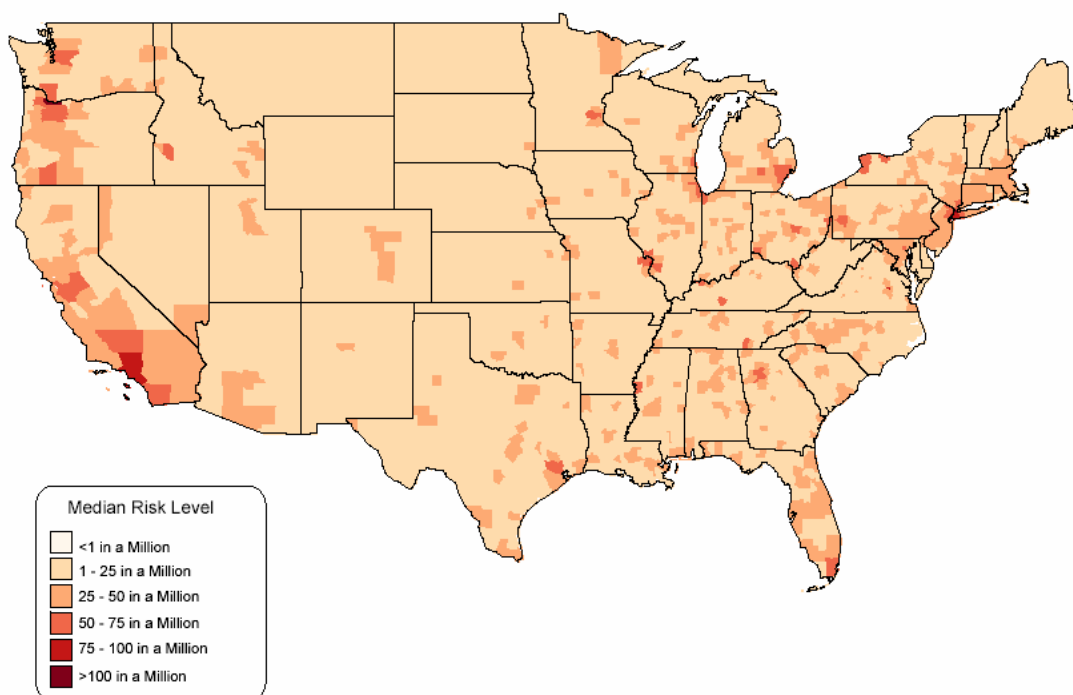 Median Risk Level
<1 in a Million
1 - 25 in a Million
25 - 50 in a Million
50 - 75 in a Million
75 - 100 in a Million
>100 in a Million